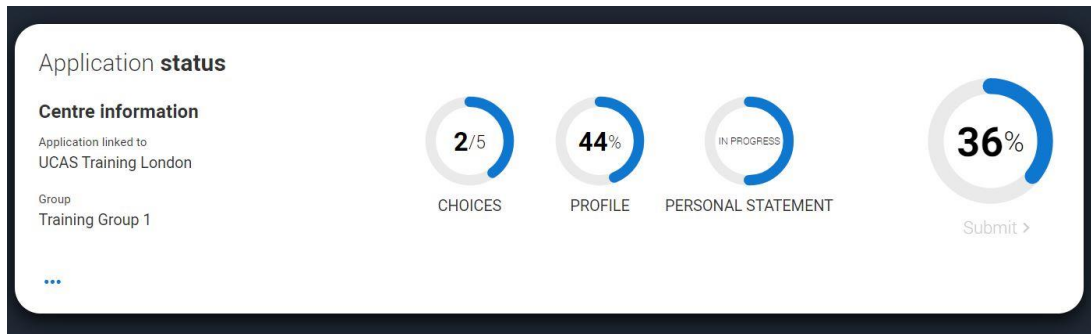 Application status
Centre information
Application linked to
UCAS Training London
Group
Training Group 1
2/5
CHOICES
44%
PROFILE
IN PROGRESS
PERSONAL STATEMENT
36%
Submit >
...